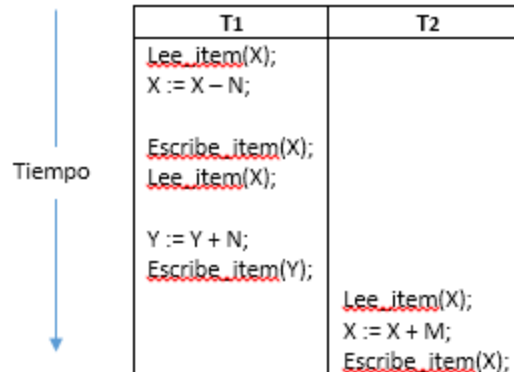 T1 T2
Lee_item(X);
X := X – N;
Escribe_item(X);
Lee_item(X);
Tiempo
Y := Y + N;
Escribe_item(Y);
Lee_item(X);
X := X + M;
Escribe_item(X);